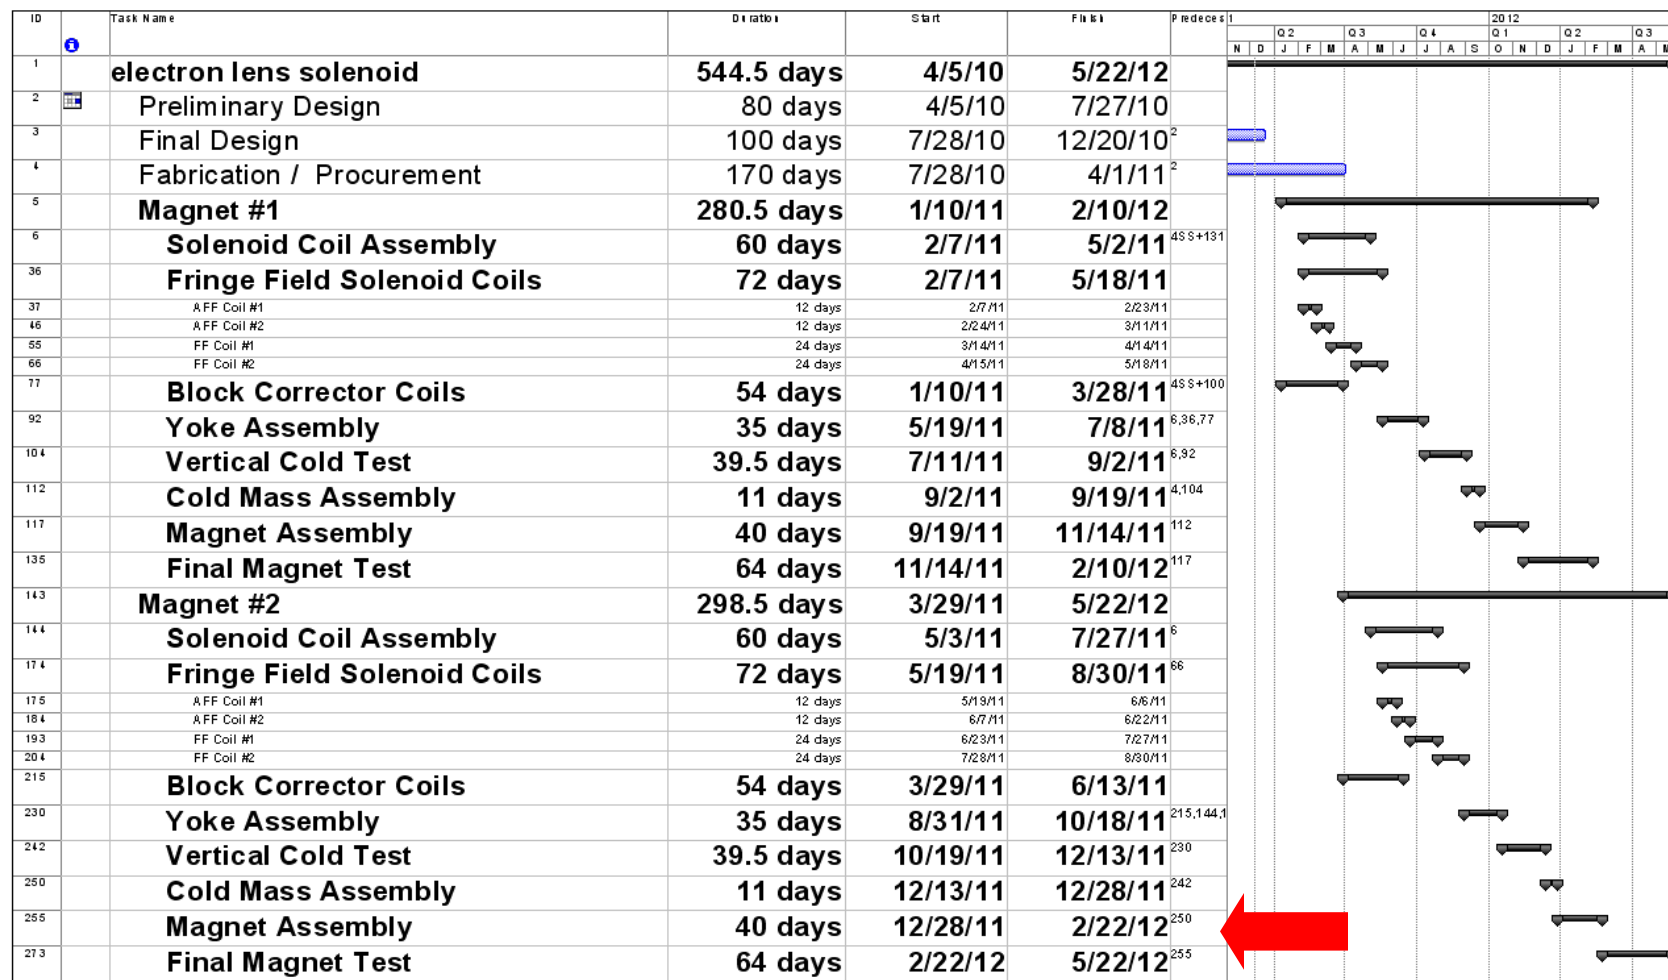 ID Task Name Duration Start Finish Predeces 1 2012
Q2 Q3 Q4 Q1 Q2 Q3
N D J F M A M J J A S O N D J F M A M
1 electron lens solenoid 544.5 days 4/5/10 5/22/12
2 Preliminary Design 80 days 4/5/10 7/27/10
3 Final Design 100 days 7/28/10 12/20/10 2
4 Fabrication / Procurement 170 days 7/28/10 4/1/11 2
5 Magnet #1 280.5 days 1/10/11 2/10/12
6 Solenoid Coil Assembly 60 days 2/7/11 5/2/11 4SS+131
36 Fringe Field Solenoid Coils 72 days 2/7/11 5/18/11
37 AFF Coil #1 12 days 2/7/11 2/23/11
46 AFF Coil #2 12 days 2/24/11 3/11/11
55 FF Coil #1 24 days 3/14/11 4/14/11
66 FF Coil #2 24 days 4/15/11 5/18/11
77 Block Corrector Coils 54 days 1/10/11 3/28/11 4SS+100
92 Yoke Assembly 35 days 5/19/11 7/8/11 6,36,77
104 Vertical Cold Test 39.5 days 7/11/11 9/2/11 6,92
112 Cold Mass Assembly 11 days 9/2/11 9/19/11 4,104
117 Magnet Assembly 40 days 9/19/11 11/14/11 112
135 Final Magnet Test 64 days 11/14/11 2/10/12 117
143 Magnet #2 298.5 days 3/29/11 5/22/12
144 Solenoid Coil Assembly 60 days 5/3/11 7/27/11 6
174 Fringe Field Solenoid Coils 72 days 5/19/11 8/30/11 66
175 AFF Coil #1 12 days 5/19/11 6/6/11
184 AFF Coil #2 12 days 6/7/11 6/22/11
193 FF Coil #1 24 days 6/23/11 7/27/11
204 FF Coil #2 24 days 7/28/11 8/30/11
215 Block Corrector Coils 54 days 3/29/11 6/13/11
230 Yoke Assembly 35 days 8/31/11 10/18/11 215,144,1
242 Vertical Cold Test 39.5 days 10/19/11 12/13/11 230
250 Cold Mass Assembly 11 days 12/13/11 12/28/11 242
255 Magnet Assembly 40 days 12/28/11 2/22/12 250
273 Final Magnet Test 64 days 2/22/12 5/22/12 255